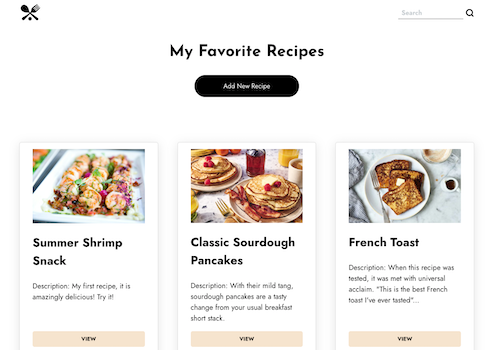 Search
My Favorite Recipes
Add New Recipe
Summer Shrimp
Snack
Description: My first recipe, it is
amazingly delicious! Try it!
VIEW
Classic Sourdough
Pancakes
Description: With their mild tang,
sourdough pancakes are a tasty
change from your usual breakfast
short stack.
VIEW
French Toast
Description: When this recipe was
tested, it was met with universal
acclaim. "This is the best French
toast I've ever tasted"...
VIEW